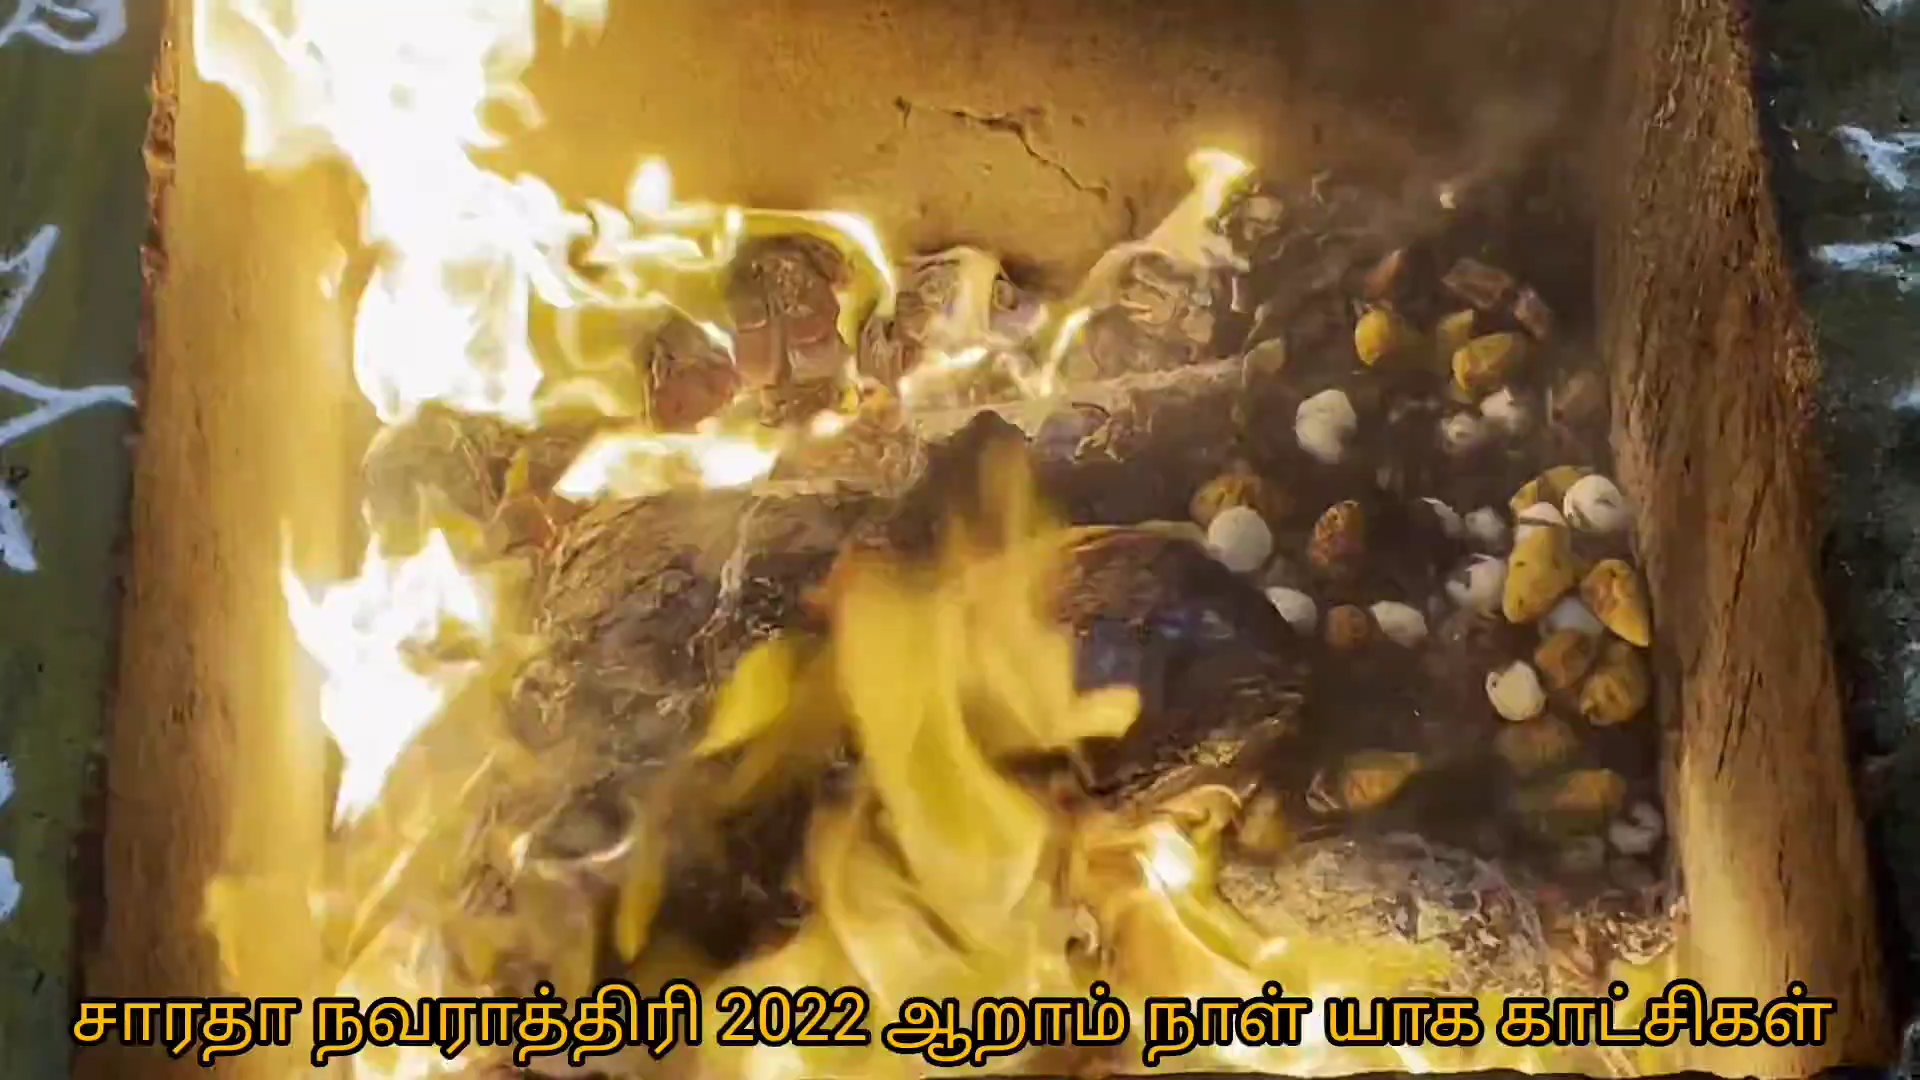 சாரதா நவராத்திரி 2022 ஆறாம் நாள் யாக காட்சிகள்